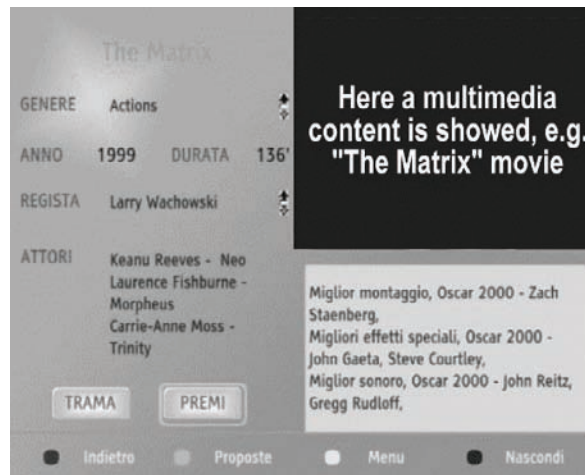 The Matrix
GENERE Actions
ANNO 1999 DURATA 136'
REGISTA Larry Wachowski
ATTORI Keanu Reeves - Neo
Laurence Fishburne -
Morpheus
Carrie-Anne Moss -
Trinity
TRAMA PREMI
Here a multimedia
content is showed, e.g.
"The Matrix" movie
Miglior montaggio, Oscar 2000 - Zach
Staenberg,
Migliori effetti speciali, Oscar 2000 -
John Gaeta, Steve Courtley,
Miglior sonoro, Oscar 2000 - John Reitz,
Gregg Rudloff,
Indietro Proposte Menu Nascondi